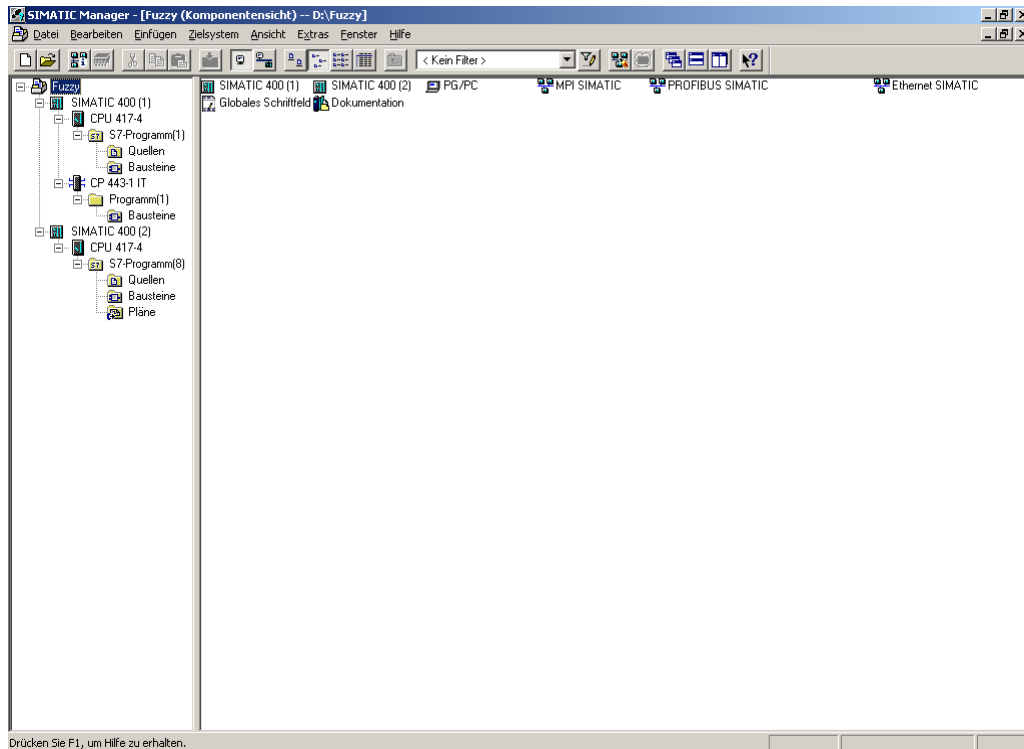 SIMATIC Manager - [Fuzzy (Komponentensicht) -- D:\Fuzzy]
Datei Bearbeiten Einfügen Zielsystem Ansicht Extras Fenster Hilfe
< Kein Filter >
Fuzzy
SIMATIC 400 (1)
CPU 417-4
S7-Programm(1)
Quellen
Bausteine
CP 443-1 IT
Programm(1)
Bausteine
SIMATIC 400 (2)
CPU 417-4
S7-Programm(8)
Quellen
Bausteine
Pläne
SIMATIC 400 (1) SIMATIC 400 (2) PG/PC MPI SIMATIC PROFIBUS SIMATIC Ethernet SIMATIC
Globales Schriftfeld Dokumentation
Drücken Sie F1, um Hilfe zu erhalten.